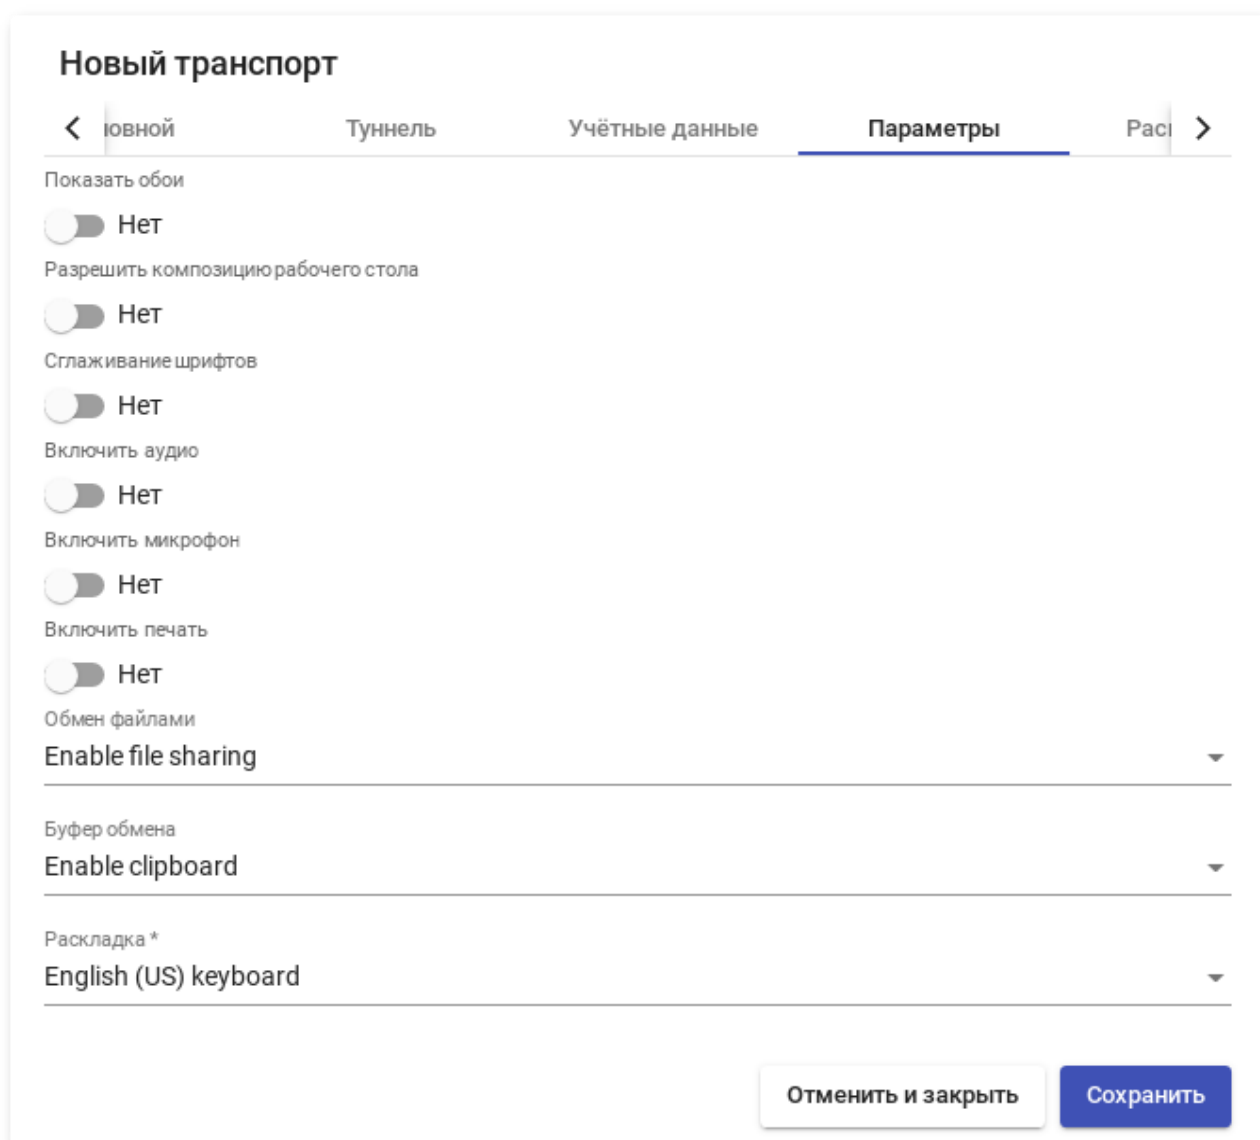 Новый транспорт
Туннель Учётные данные Параметры
Показать обои
Нет
Разрешить композицию рабочего стола
Нет
Сглаживание шрифтов
Нет
Включить аудио
Нет
Включить микрофон
Нет
Включить печать
Нет
Обмен файлами
Enable file sharing
Буфер обмена
Enable clipboard
Раскладка *
English (US) keyboard
Отменить и закрыть Сохранить